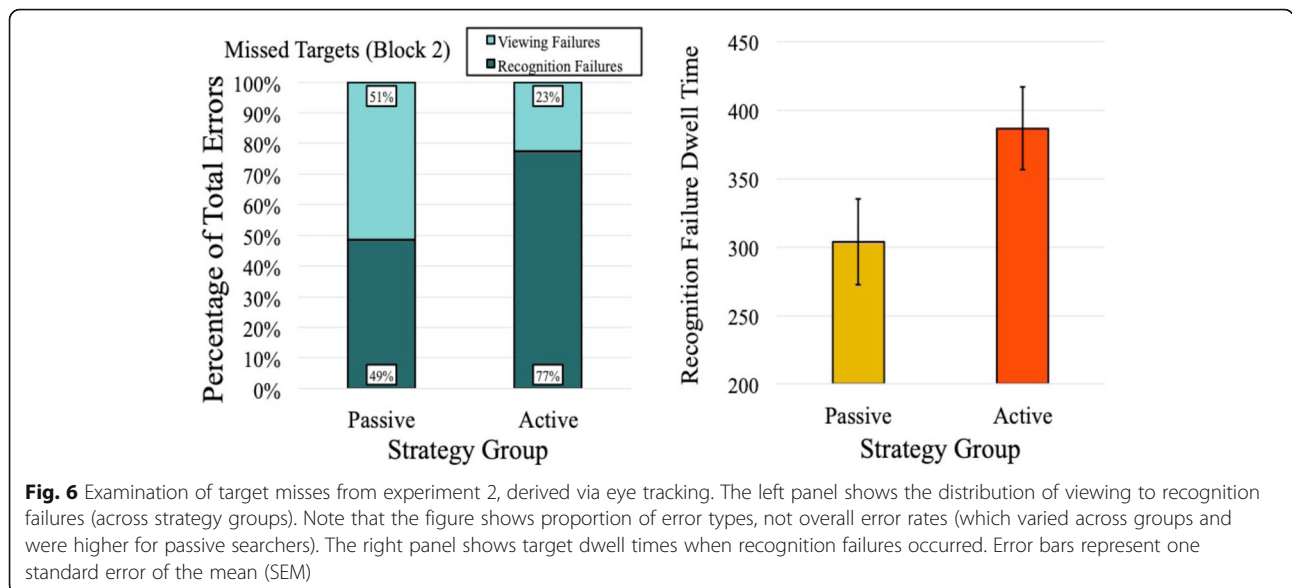 Missed Targets (Block 2)
Viewing Failures
Recognition Failures
Percentage of Total Errors
100%
90%
80%
70%
60%
50%
40%
30%
20%
10%
0%
51%
49%
23%
77%
Passive
Active
Strategy Group
Recognition Failure Dwell Time
450
400
350
300
250
200
Passive
Active
Strategy Group
Fig. 6 Examination of target misses from experiment 2, derived via eye tracking. The left panel shows the distribution of viewing to recognition
failures (across strategy groups). Note that the figure shows proportion of error types, not overall error rates (which varied across groups and
were higher for passive searchers). The right panel shows target dwell times when recognition failures occurred. Error bars represent one
standard error of the mean (SEM)